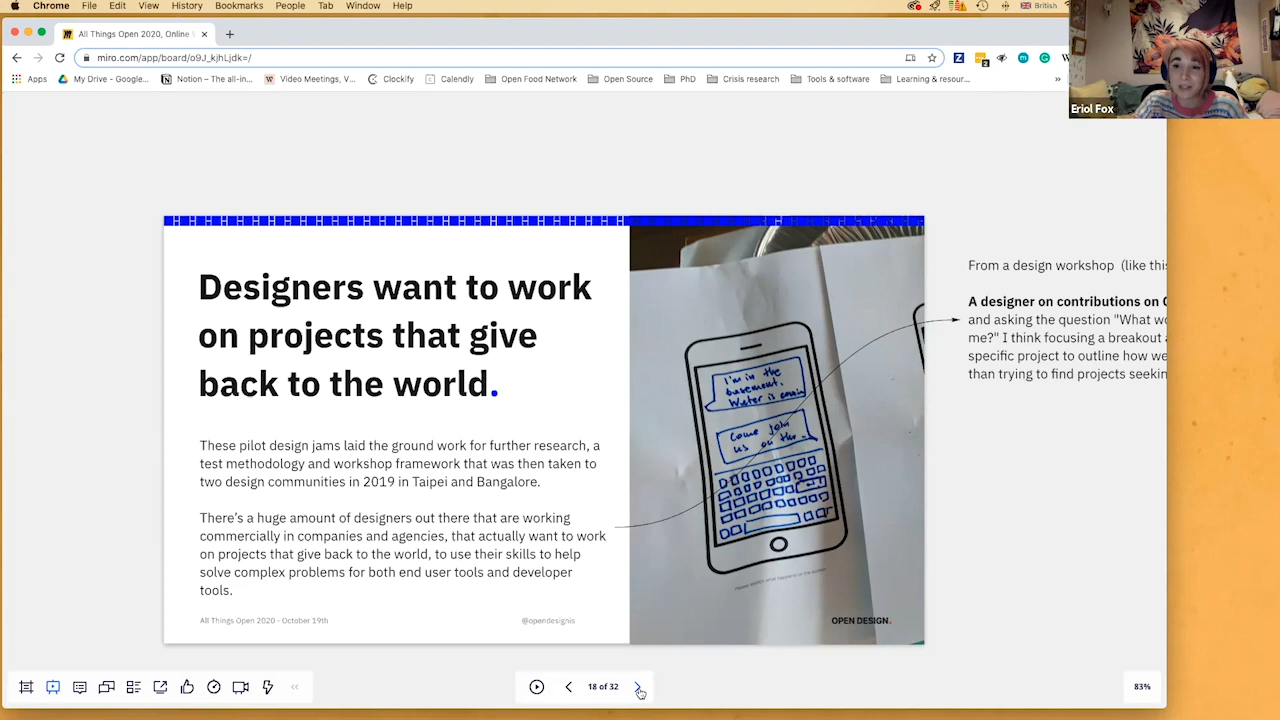 Chrome File Edit View History Bookmarks People Tab Window Help British
All Things Open 2020, Online
miro.com/app/board/o9J_kjhLjdk=/
Apps My Drive - Google... Notion – The all-in... Video Meetings, V... Clockify Calendly Open Food Network Open Source PhD Crisis research Tools & software Learning & resour... »
Eriol Fox
Designers want to work
on projects that give
back to the world.
These pilot design jams laid the ground work for further research, a
test methodology and workshop framework that was then taken to
two design communities in 2019 in Taipei and Bangalore.
There's a huge amount of designers out there that are working
commercially in companies and agencies, that actually want to work
on projects that give back to the world, to use their skills to help
solve complex problems for both end user tools and developer
tools.
All Things Open 2020 - October 19th
@opendesignis
I'm in the
basement.
Water is
Come join
us on the
OPEN DESIGN.
From a design workshop (like this
A designer on contributions on
and asking the question "What wo
me?" I think focusing a breakout
specific project to outline how we
than trying to find projects seekin
18 of 32
83%